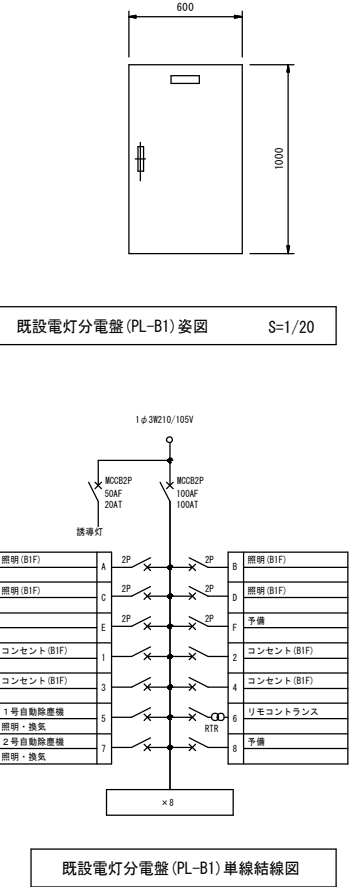 600
1000
既設電灯分電盤(PL-B1)姿図 S=1/20
1φ3W210/105V
MCCB2P MCCB2P
50AF 100AF
20AT 100AT
誘導灯
照明(B1F) A 2P 2P B 照明(B1F)
照明(B1F) C 2P 2P D 照明(B1F)
E 2P 2P F 予備
コンセント(B1F) 1 2 コンセント(B1F)
コンセント(B1F) 3 4 コンセント(B1F)
1号自動除塵機
照明・換気 5 RTR 6 リモコントランス
2号自動除塵機
照明・換気 7 8 予備
×8
既設電灯分電盤(PL-B1)単線結線図